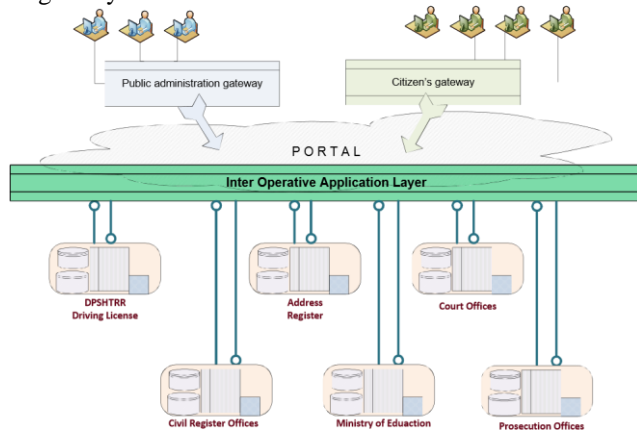 Public administration gateway
Citizen's gateway
P O R T A L
Inter Operative Application Layer
DPSHTRR
Driving License
Address
Register
Court Offices
Civil Register Offices
Ministry of Eduaction
Prosecution Offices